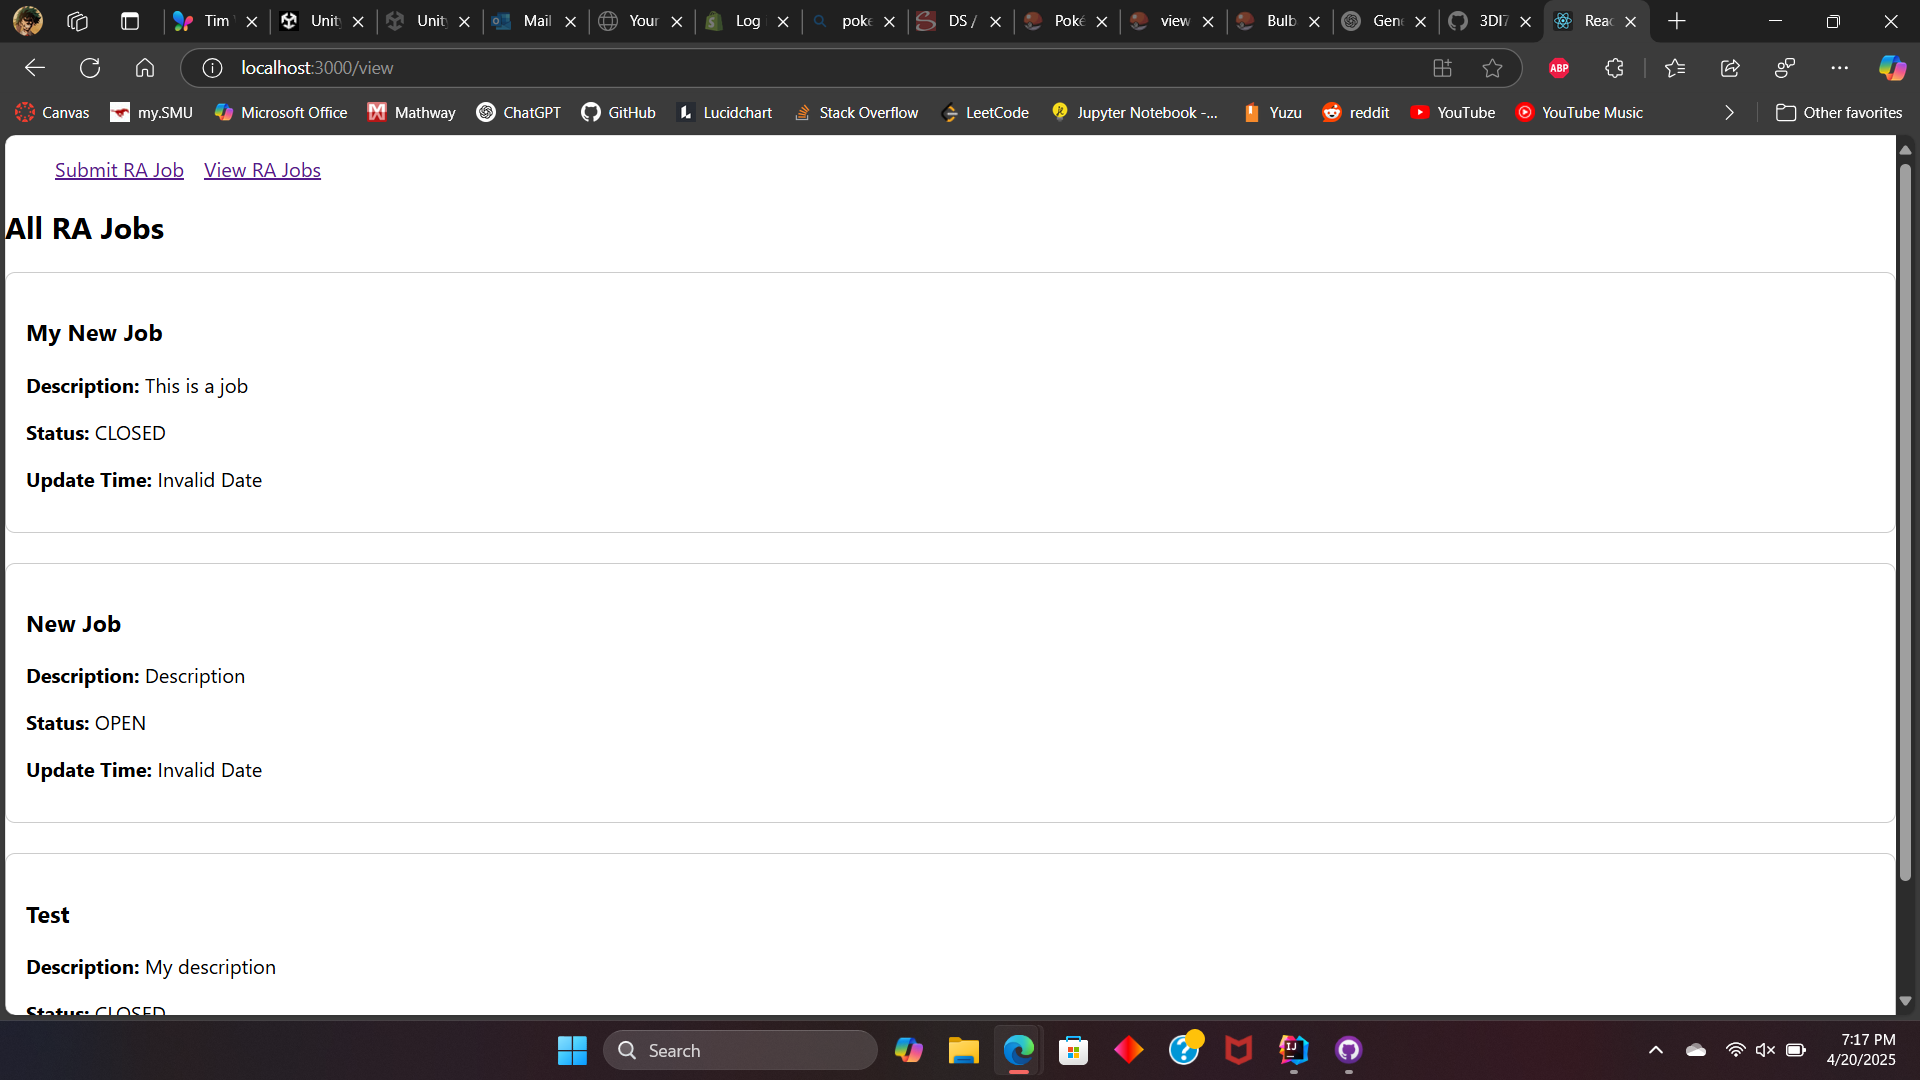 Tim
Unity
Unity
Mail
Your
Log
poke
DS /
Poké
view
Bulb
Gene
3DI7
Reac
localhost:3000/view
ABP
Canvas
my.SMU
Microsoft Office
Mathway
ChatGPT
GitHub
Lucidchart
Stack Overflow
LeetCode
Jupyter Notebook -...
Yuzu
reddit
YouTube
YouTube Music
Other favorites
Submit RA Job View RA Jobs
All RA Jobs
My New Job
Description: This is a job
Status: CLOSED
Update Time: Invalid Date
New Job
Description: Description
Status: OPEN
Update Time: Invalid Date
Test
Description: My description
Status: CLOSED
Search
IJ
7:17 PM
4/20/2025